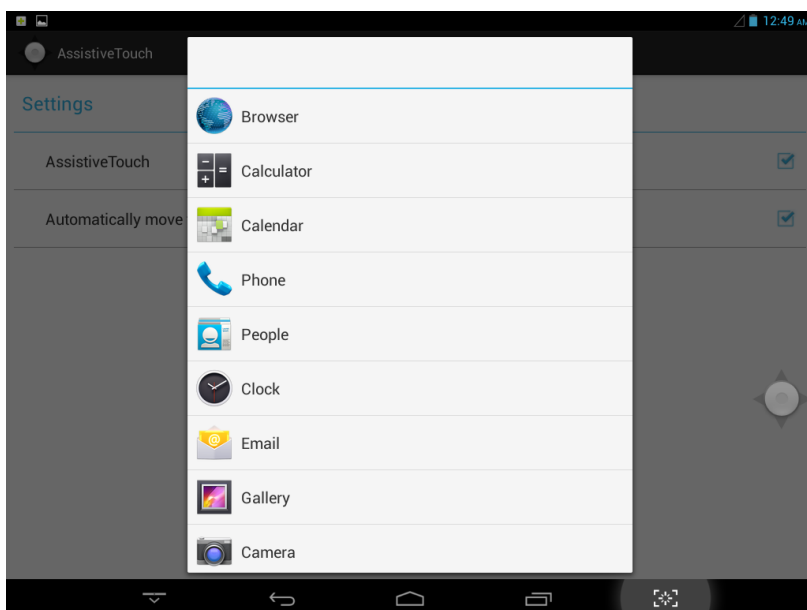 12:49 AM
AssistiveTouch
Settings
AssistiveTouch
Automatically move
Browser
Calculator
Calendar
Phone
People
Clock
Email
Gallery
Camera